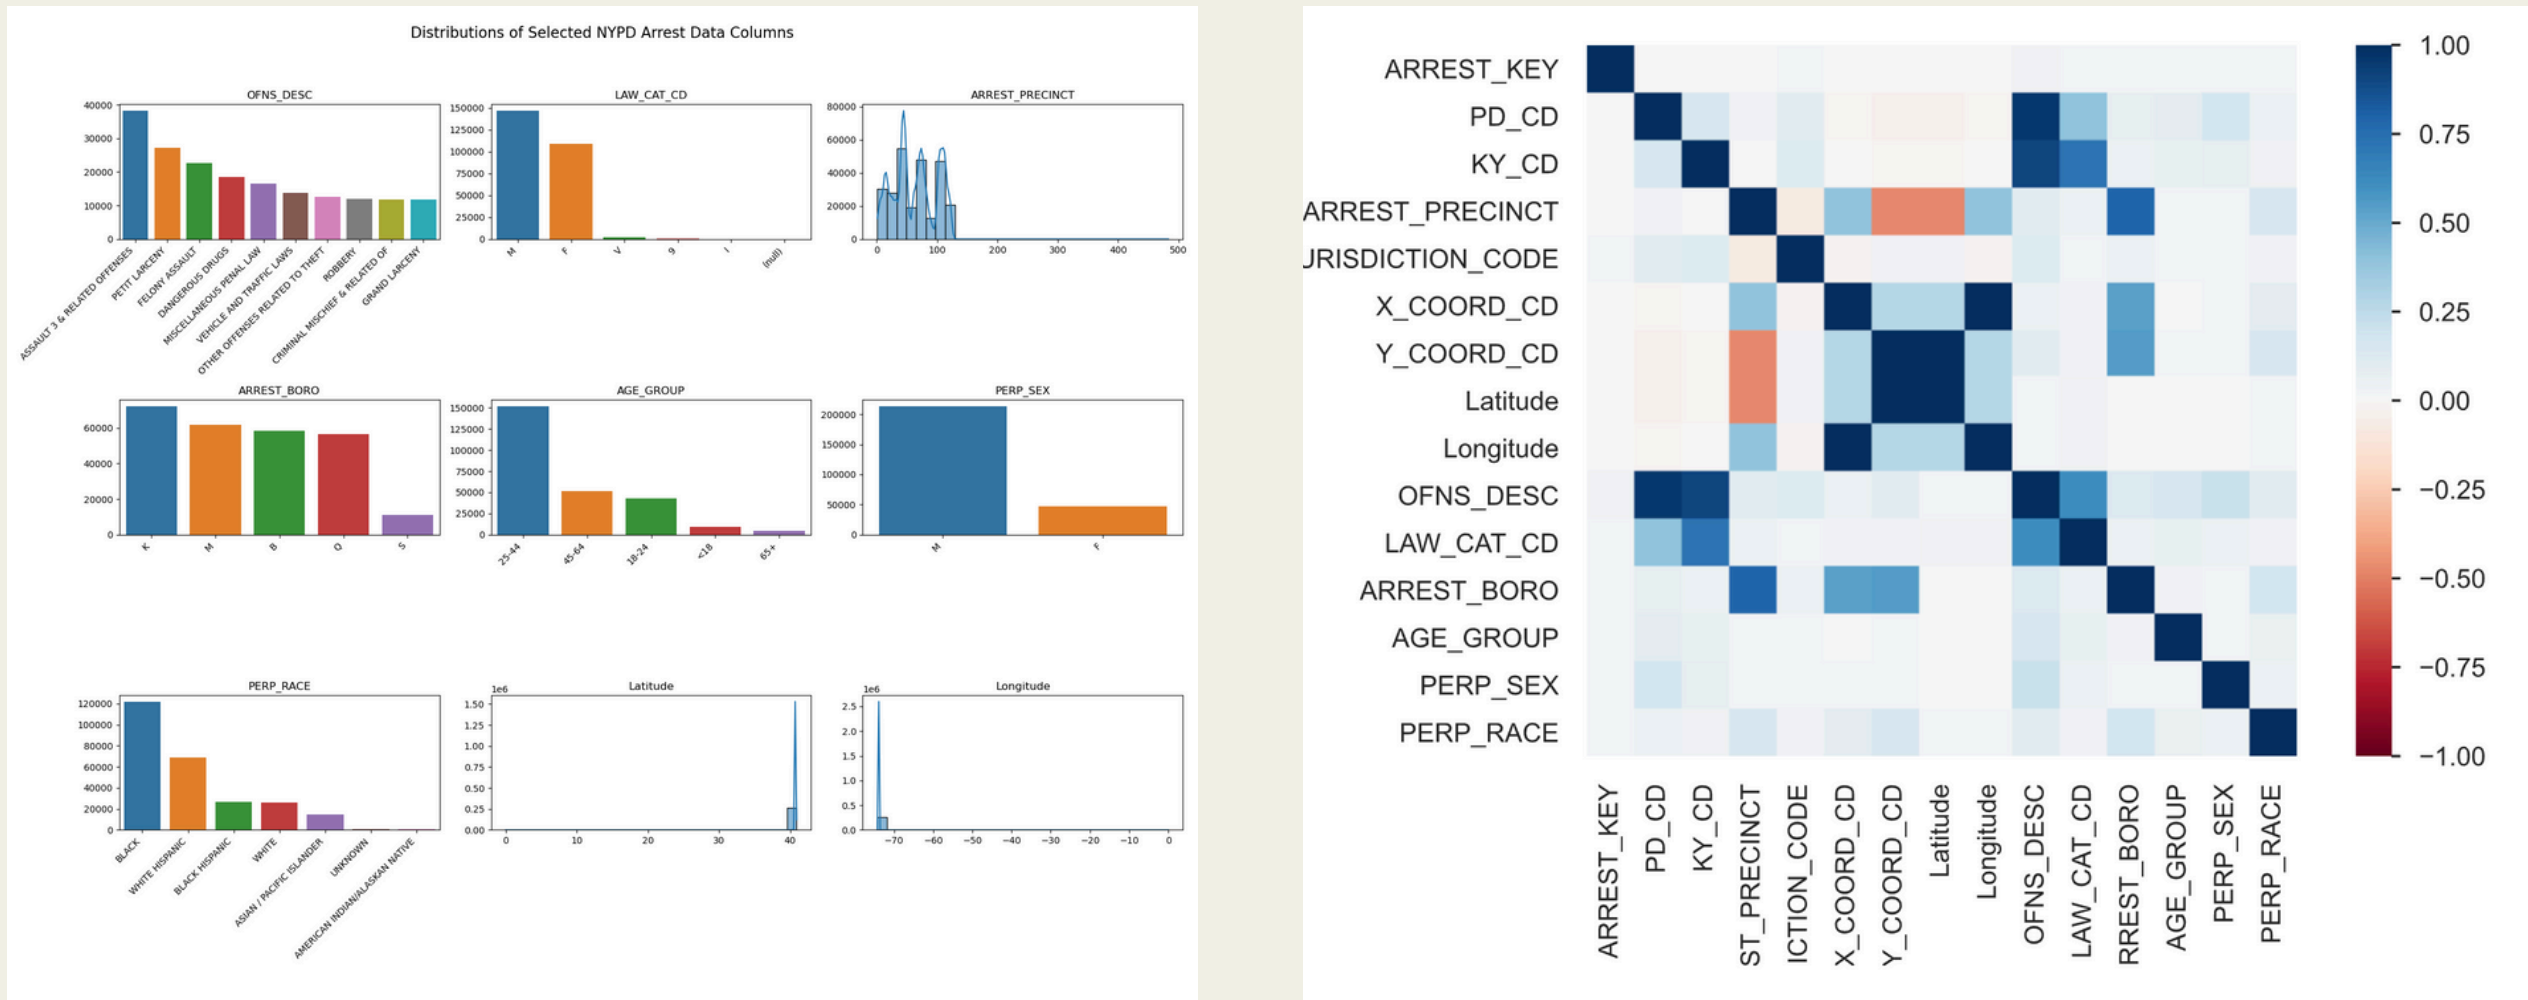 Distributions of Selected NYPD Arrest Data Columns
OFNS_DESC
40000
30000
20000
10000
0
ASSAULT 3 & RELATED OFFENSES
PETIT LARCENY
FELONY ASSAULT
DANGEROUS DRUGS
MISCELLANEOUS PENAL LAW
VEHICLE AND TRAFFIC LAWS
OTHER OFFENSES RELATED TO THEFT
ROBBERY
CRIMINAL MISCHIEF & RELATED OF
GRAND LARCENY
LAW_CAT_CD
150000
125000
100000
75000
50000
25000
0
M F V 9 I (null)
ARREST_PRECINCT
80000
60000
40000
20000
0
0 100 200 300 400 500
ARREST_BORO
60000
40000
20000
0
K M B Q S
AGE_GROUP
150000
125000
100000
75000
50000
25000
0
25-44 45-64 18-24 <18 65+
PERP_SEX
200000
150000
100000
50000
0
M F
PERP_RACE
120000
100000
80000
60000
40000
20000
0
BLACK
WHITE HISPANIC
BLACK HISPANIC
WHITE
ASIAN / PACIFIC ISLANDER
UNKNOWN
AMERICAN INDIAN/ALASKAN NATIVE
Latitude
1e6
1.50
1.25
1.00
0.75
0.50
0.25
0.00
0 10 20 30 40
Longitude
1e6
2.5
2.0
1.5
1.0
0.5
0.0
−70 −60 −50 −40 −30 −20 −10 0
ARREST_KEY
PD_CD
KY_CD
ARREST_PRECINCT
URISDICTION_CODE
X_COORD_CD
Y_COORD_CD
Latitude
Longitude
OFNS_DESC
LAW_CAT_CD
ARREST_BORO
AGE_GROUP
PERP_SEX
PERP_RACE
ARREST_KEY
PD_CD
KY_CD
ST_PRECINCT
ICTION_CODE
X_COORD_CD
Y_COORD_CD
Latitude
Longitude
OFNS_DESC
LAW_CAT_CD
RREST_BORO
AGE_GROUP
PERP_SEX
PERP_RACE
1.00
0.75
0.50
0.25
0.00
−0.25
−0.50
−0.75
−1.00